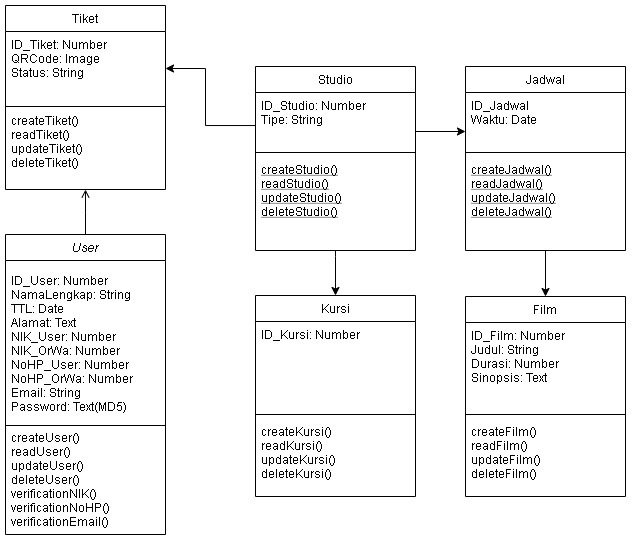 Tiket
ID_Tiket: Number
QRCode: Image
Status: String
createTiket()
readTiket()
updateTiket()
deleteTiket()
Studio
ID_Studio: Number
Tipe: String
createStudio()
readStudio()
updateStudio()
deleteStudio()
Jadwal
ID_Jadwal
Waktu: Date
createJadwal()
readJadwal()
updateJadwal()
deleteJadwal()
User
ID_User: Number
NamaLengkap: String
TTL: Date
Alamat: Text
NIK_User: Number
NIK_OrWa: Number
NoHP_User: Number
NoHP_OrWa: Number
Email: String
Password: Text(MD5)
createUser()
readUser()
updateUser()
deleteUser()
verificationNIK()
verificationNoHP()
verificationEmail()
Kursi
ID_Kursi: Number
createKursi()
readKursi()
updateKursi()
deleteKursi()
Film
ID_Film: Number
Judul: String
Durasi: Number
Sinopsis: Text
createFilm()
readFilm()
updateFilm()
deleteFilm()